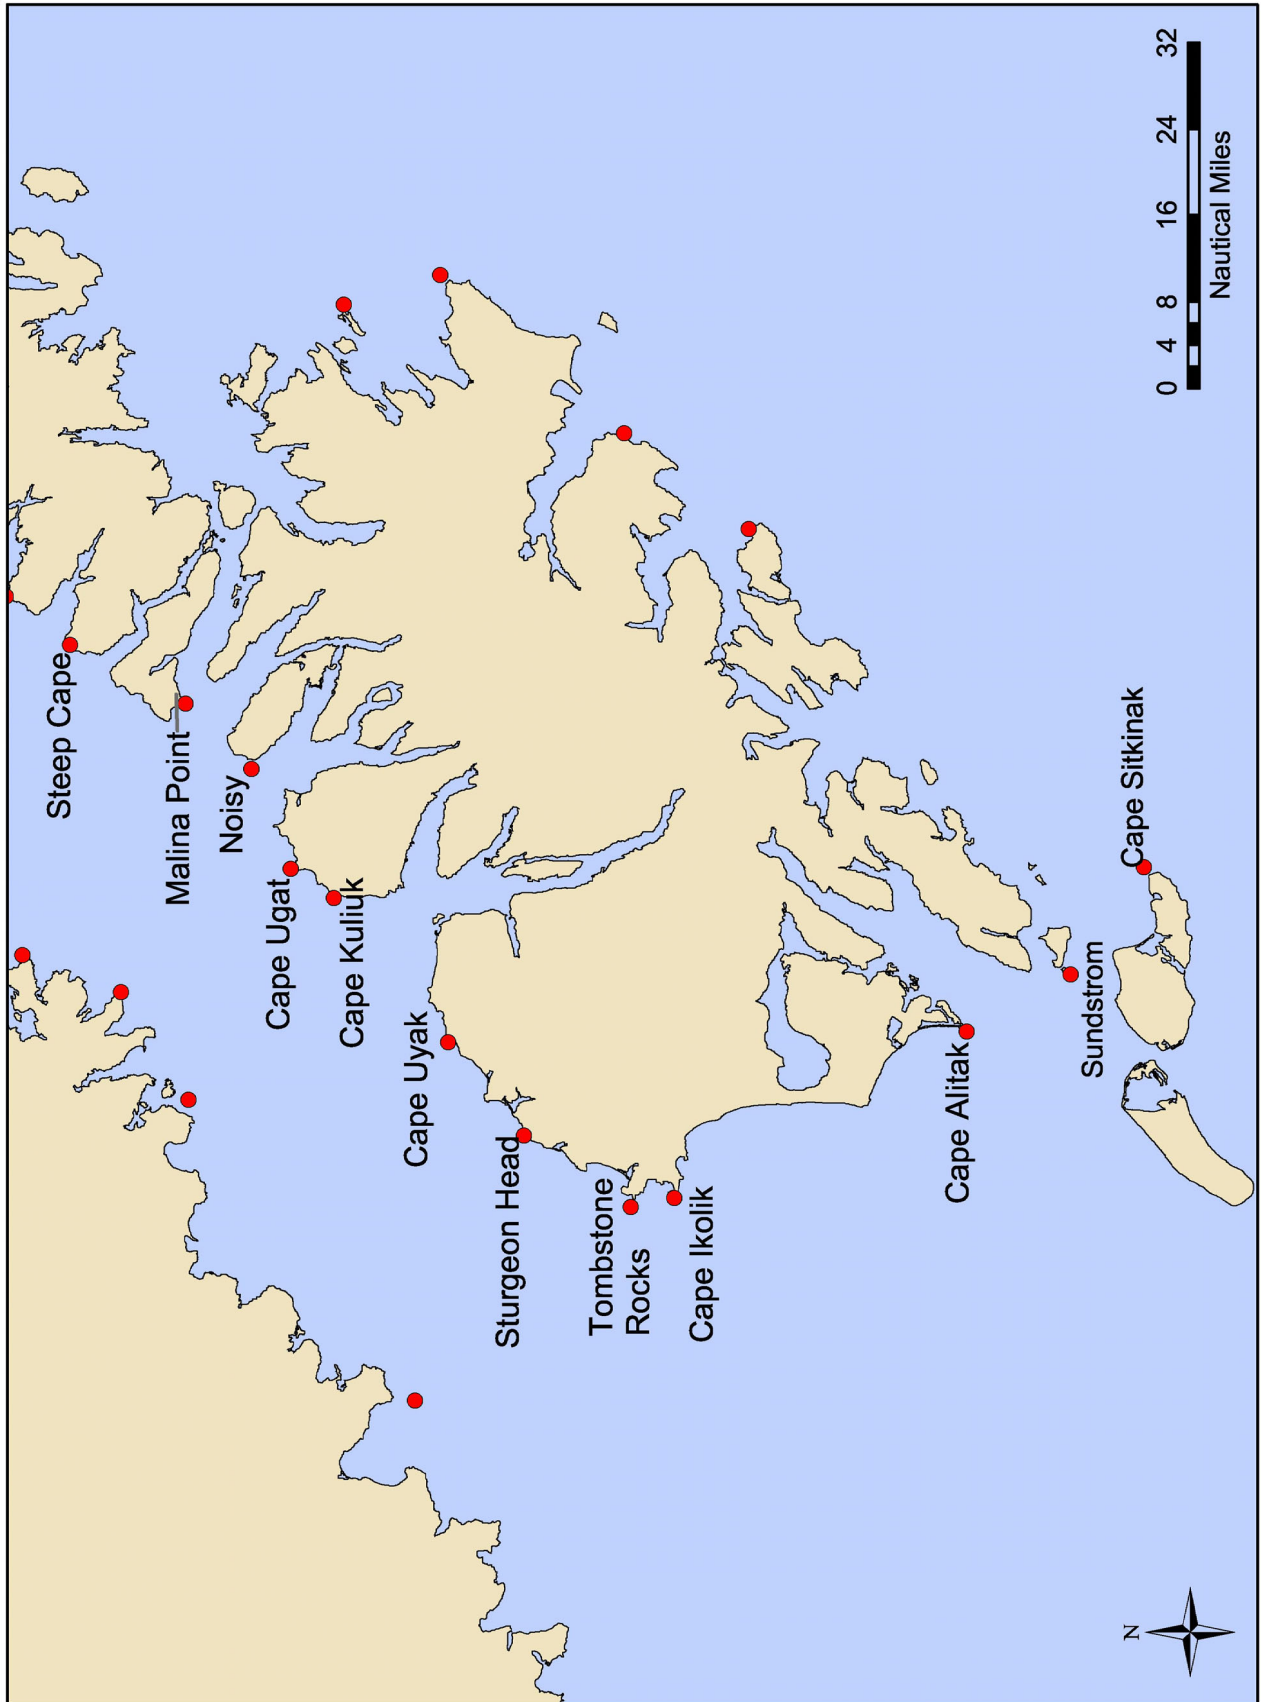 Steep Cape
Malina Point
Noisy
Cape Ugat
Cape Kuliuk
Cape Uyak
Sturgeon Head
Tombstone
Rocks
Cape Ikolik
Cape Alitak
Sundstrom
Cape Sitkinak
0 4 8 16 24 32
Nautical Miles
N